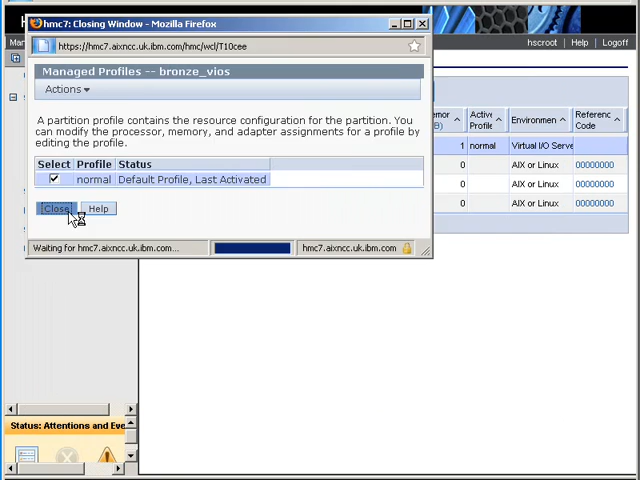 hmc7: Closing Window - Mozilla Firefox
https://hmc7.aixncc.uk.ibm.com/hmc/wcl/T10cee
hscroot | Help | Logoff
Managed Profiles -- bronze_vios
Actions
A partition profile contains the resource configuration for the partition. You
can modify the processor, memory, and adapter assignments for a profile by
editing the profile.
Select Profile Status
normal Default Profile, Last Activated
Close Help
Waiting for hmc7.aixncc.uk.ibm.com... hmc7.aixncc.uk.ibm.com
Active Profile Environmen Referenc Code
1 normal Virtual I/O Serve
0 AIX or Linux 00000000
0 AIX or Linux 00000000
0 AIX or Linux 00000000
Status: Attentions and Eve